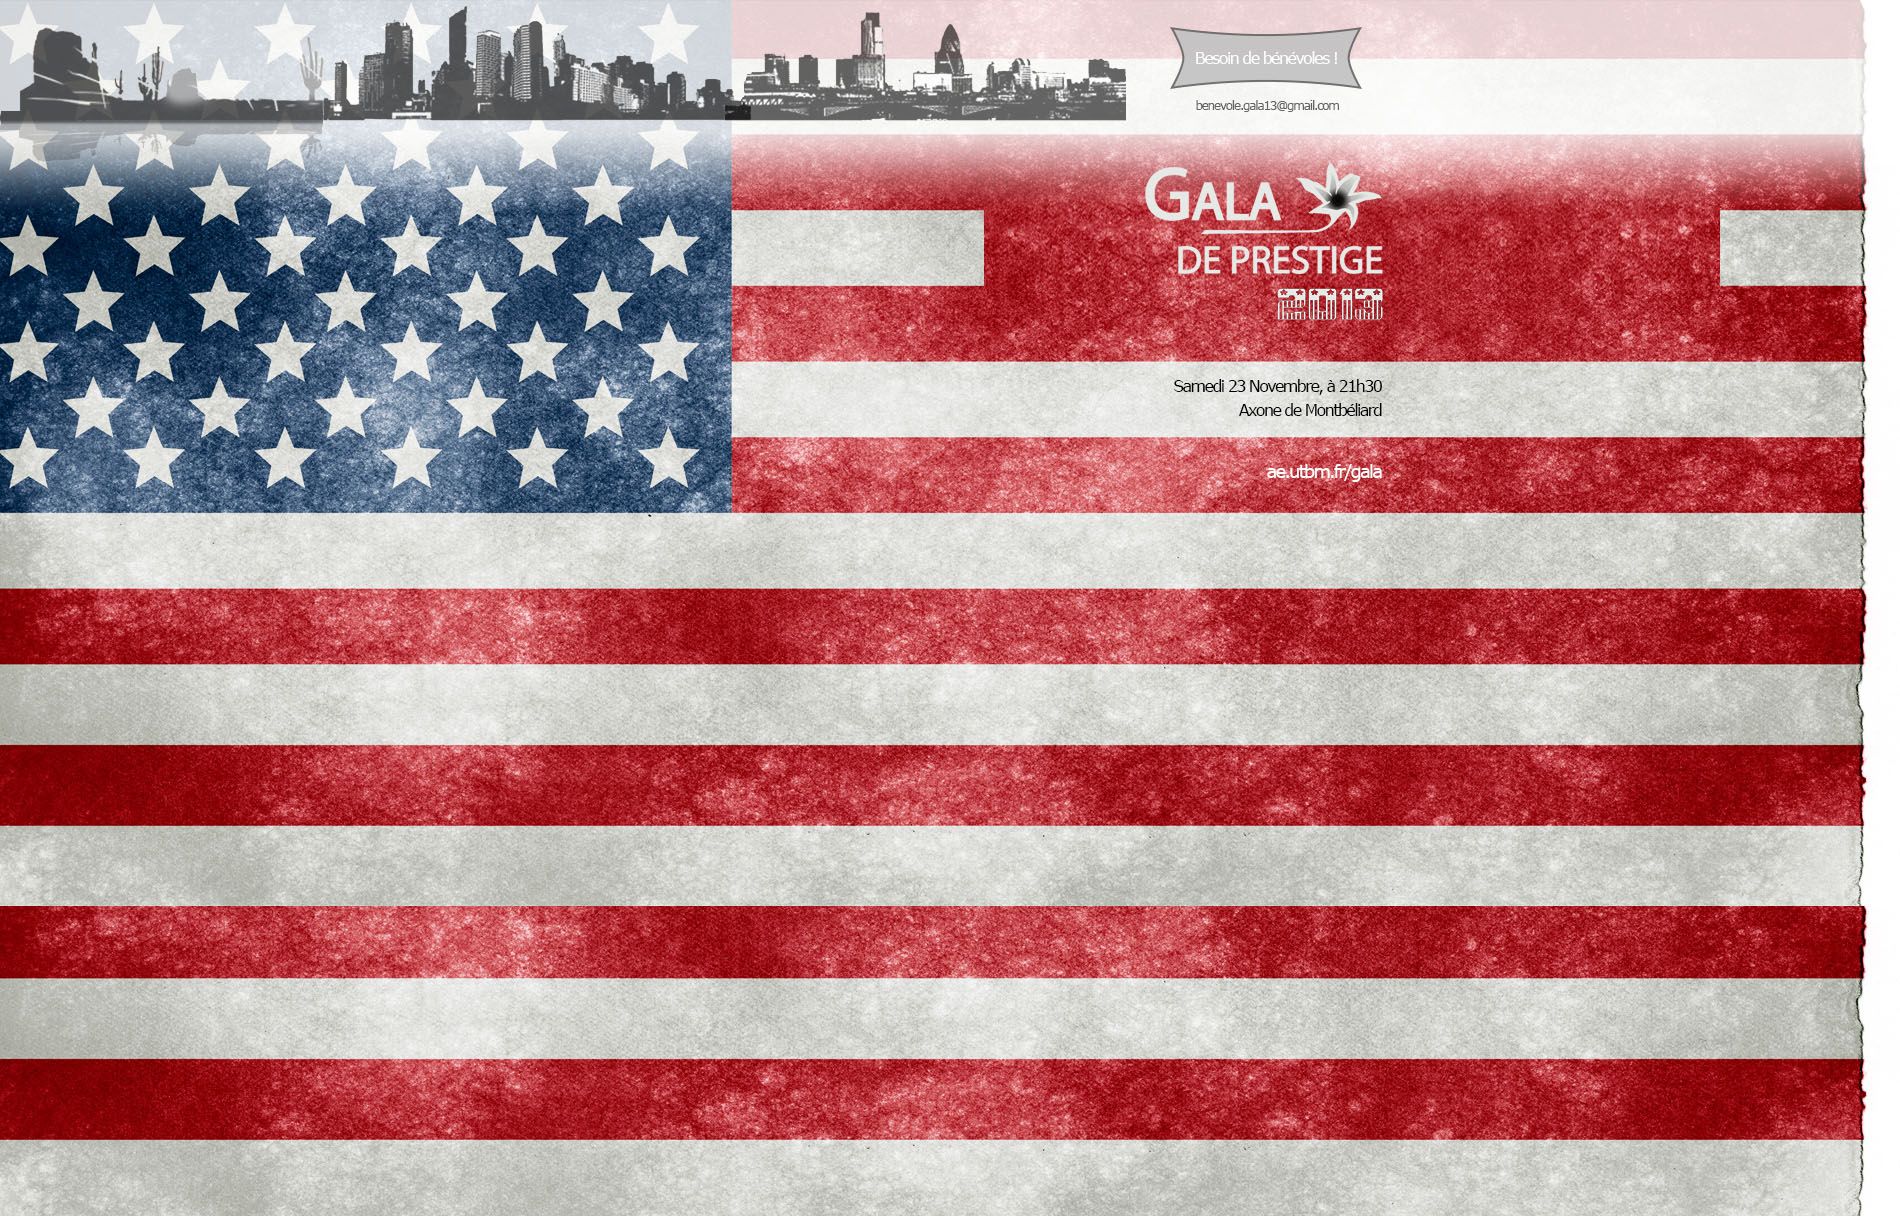 Besoin de bénévoles !
benevole.gala13@gmail.com
GALA
DE PRESTIGE
2013
Samedi 23 Novembre, à 21h30
Axone de Montbéliard
ae.utbm.fr/gala